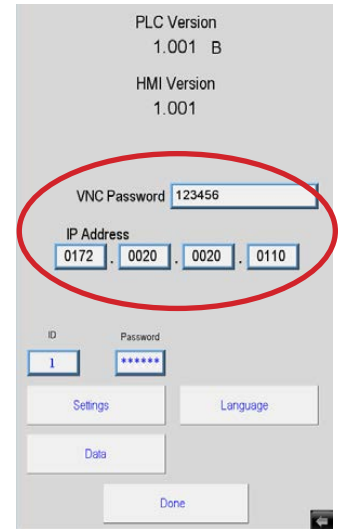 PLC Version
1.001 B
HMI Version
1.001
VNC Password 123456
IP Address
0172 . 0020 . 0020 . 0110
ID Password
1 ******
Settings Language
Data
Done